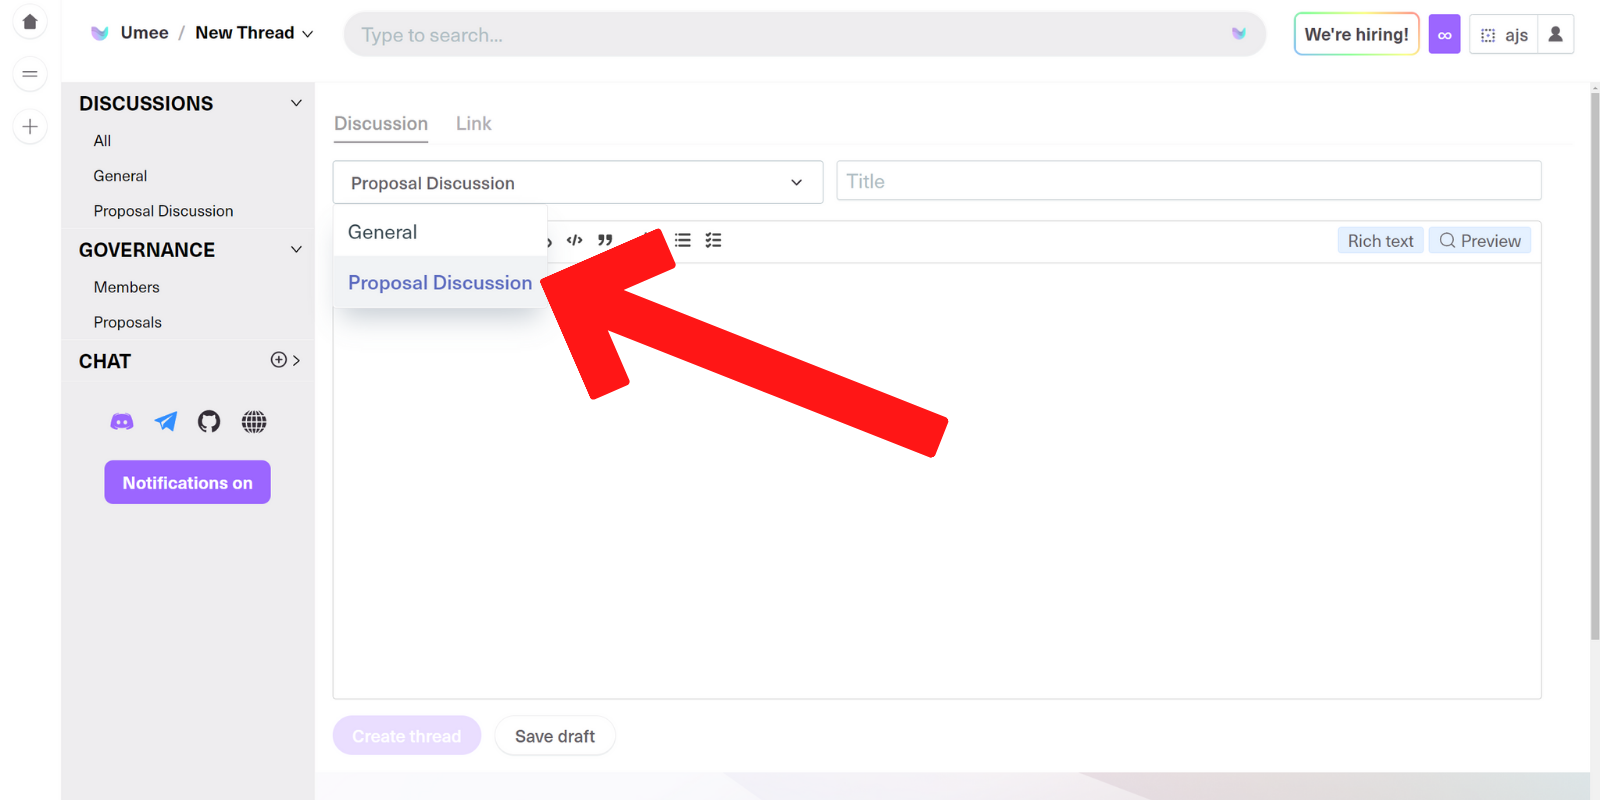 Umee / New Thread
Type to search...
We're hiring!
ajs
DISCUSSIONS
All
General
Proposal Discussion
GOVERNANCE
Members
Proposals
CHAT
Notifications on
Discussion Link
Proposal Discussion
Title
General
Proposal Discussion
Rich text
Preview
Create thread
Save draft